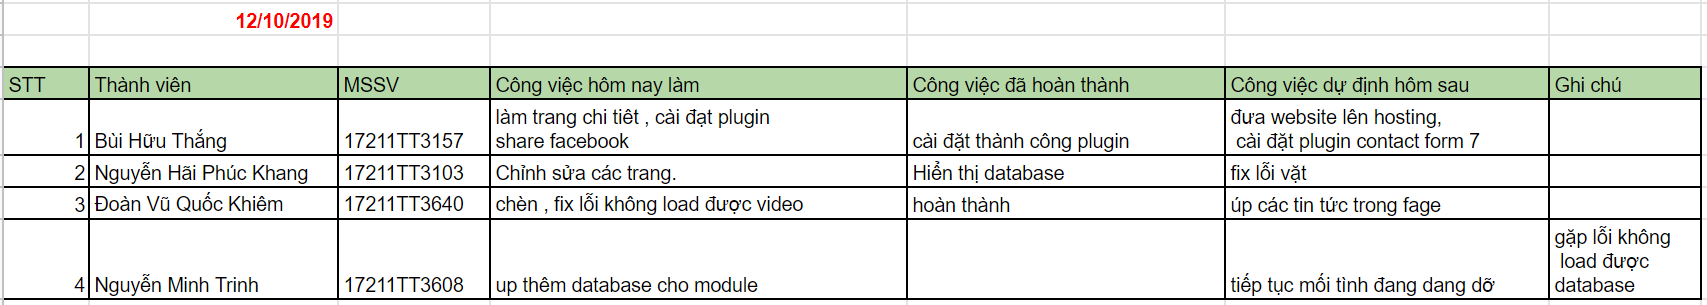 12/10/2019
STT Thành viên MSSV Công việc hôm nay làm Công việc đã hoàn thành Công việc dự định hôm sau Ghi chú
làm trang chi tiêt , cài đạt plugin
share facebook
1 Bùi Hữu Thắng 17211TT3157
cài đặt thành công plugin
đưa website lên hosting,
cài đặt plugin contact form 7
2 Nguyễn Hãi Phúc Khang 17211TT3103 Chỉnh sửa các trang. Hiển thị database fix lỗi vặt
3 Đoàn Vũ Quốc Khiêm 17211TT3640 chèn , fix lỗi không load được video hoàn thành úp các tin tức trong fage
4 Nguyễn Minh Trinh 17211TT3608 up thêm database cho module tiếp tục mối tình đang dang dỡ
gặp lỗi không
load được
database